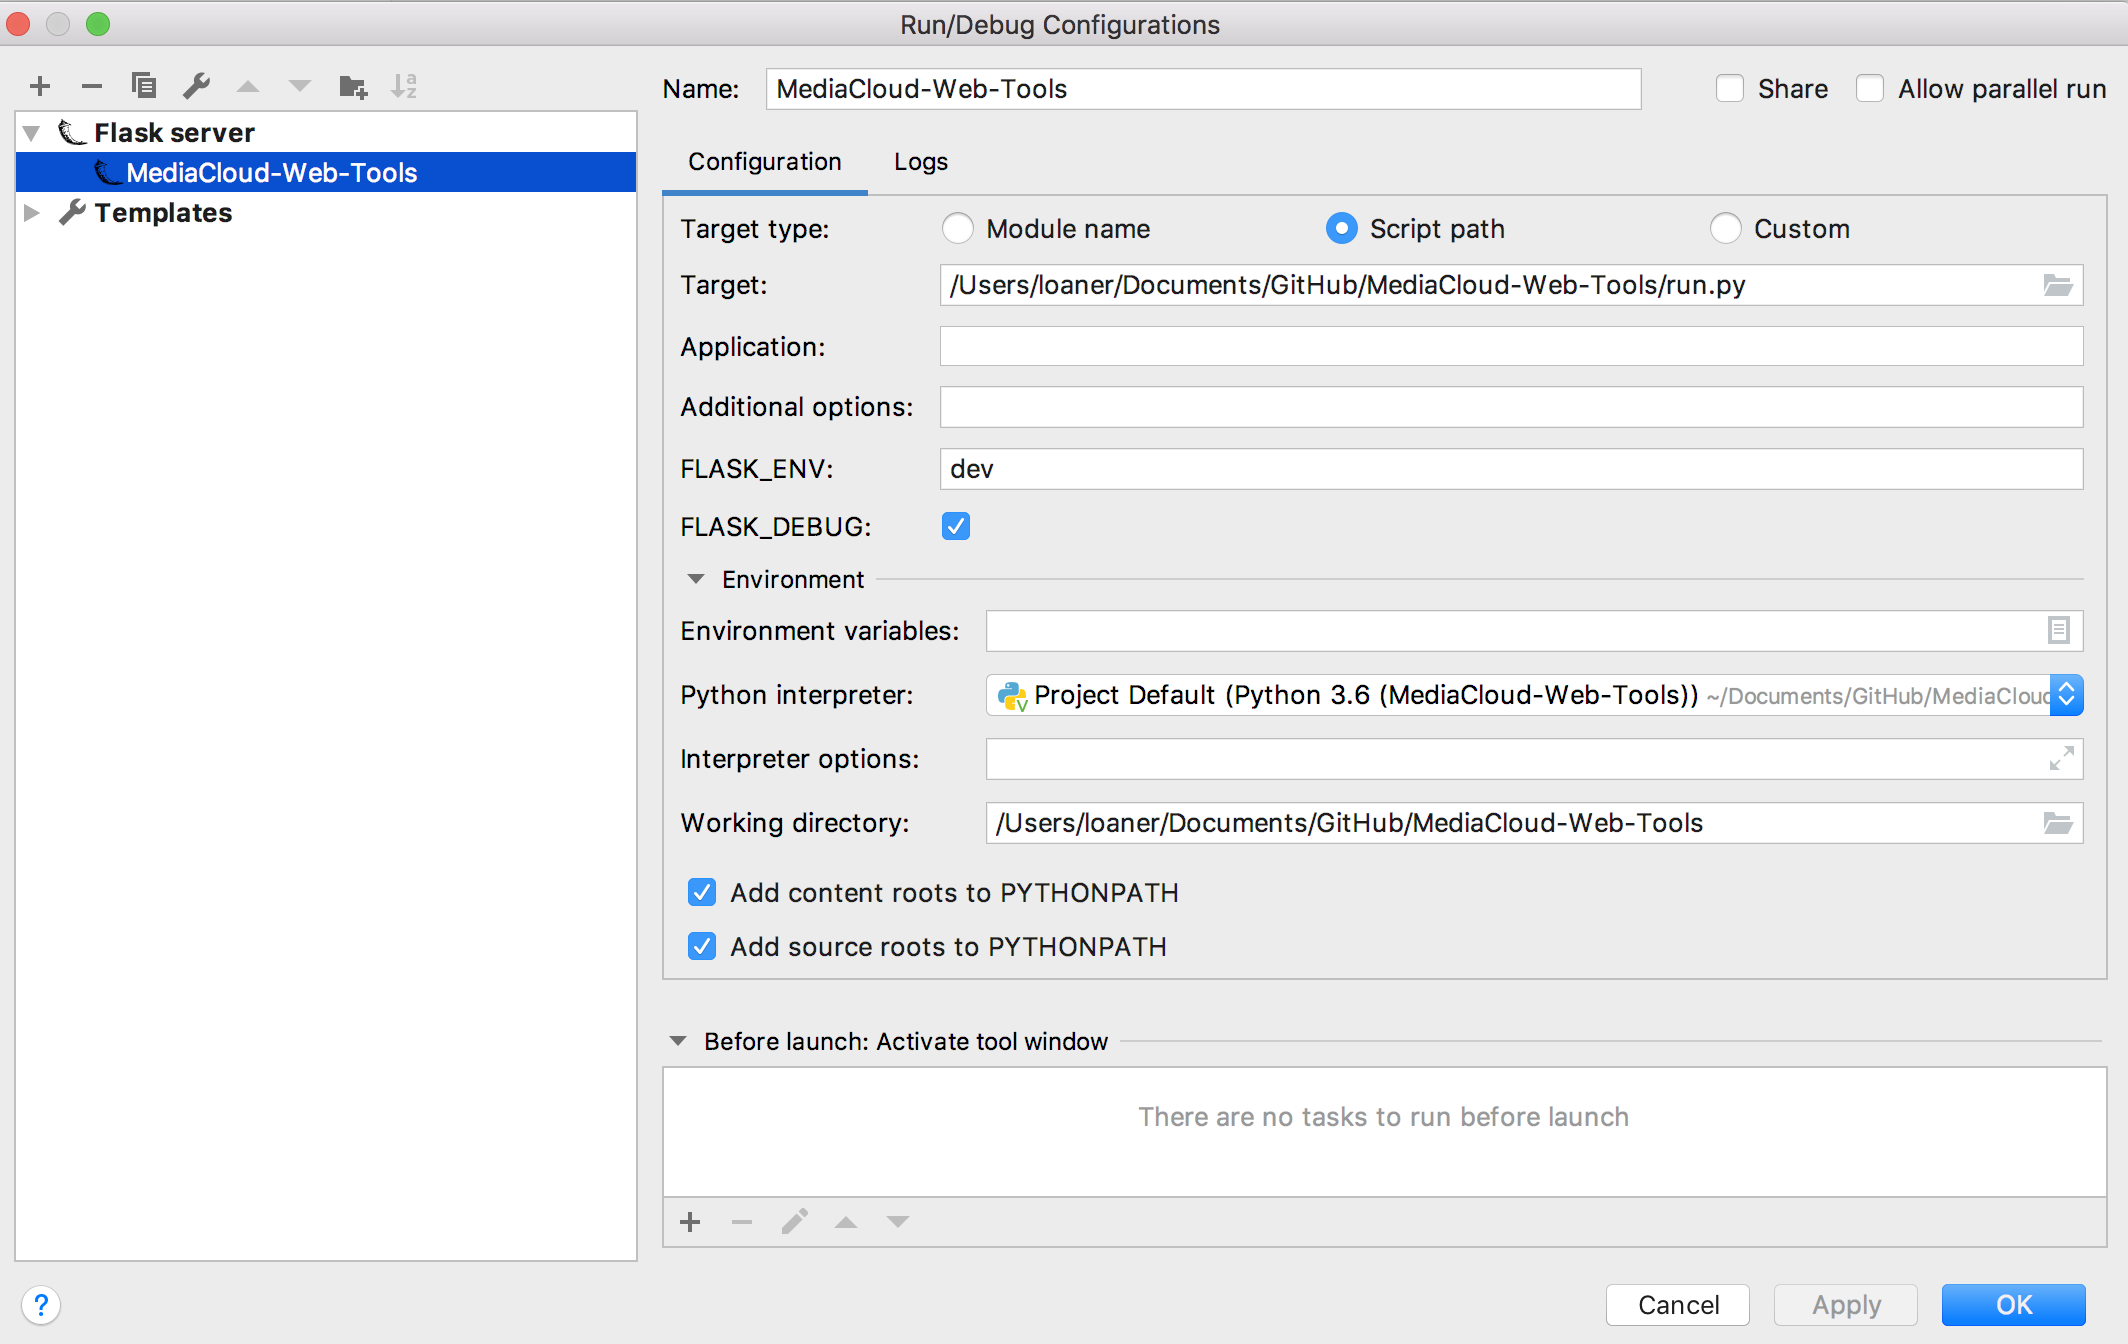 Run/Debug Configurations
Name: MediaCloud-Web-Tools Share Allow parallel run
Flask server
MediaCloud-Web-Tools
Templates
Configuration Logs
Target type: Module name Script path Custom
Target: /Users/loaner/Documents/GitHub/MediaCloud-Web-Tools/run.py
Application:
Additional options:
FLASK_ENV: dev
FLASK_DEBUG:
Environment
Environment variables:
Python interpreter: Project Default (Python 3.6 (MediaCloud-Web-Tools)) ~/Documents/GitHub/MediaCloud
Interpreter options:
Working directory: /Users/loaner/Documents/GitHub/MediaCloud-Web-Tools
Add content roots to PYTHONPATH
Add source roots to PYTHONPATH
Before launch: Activate tool window
There are no tasks to run before launch
? Cancel Apply OK